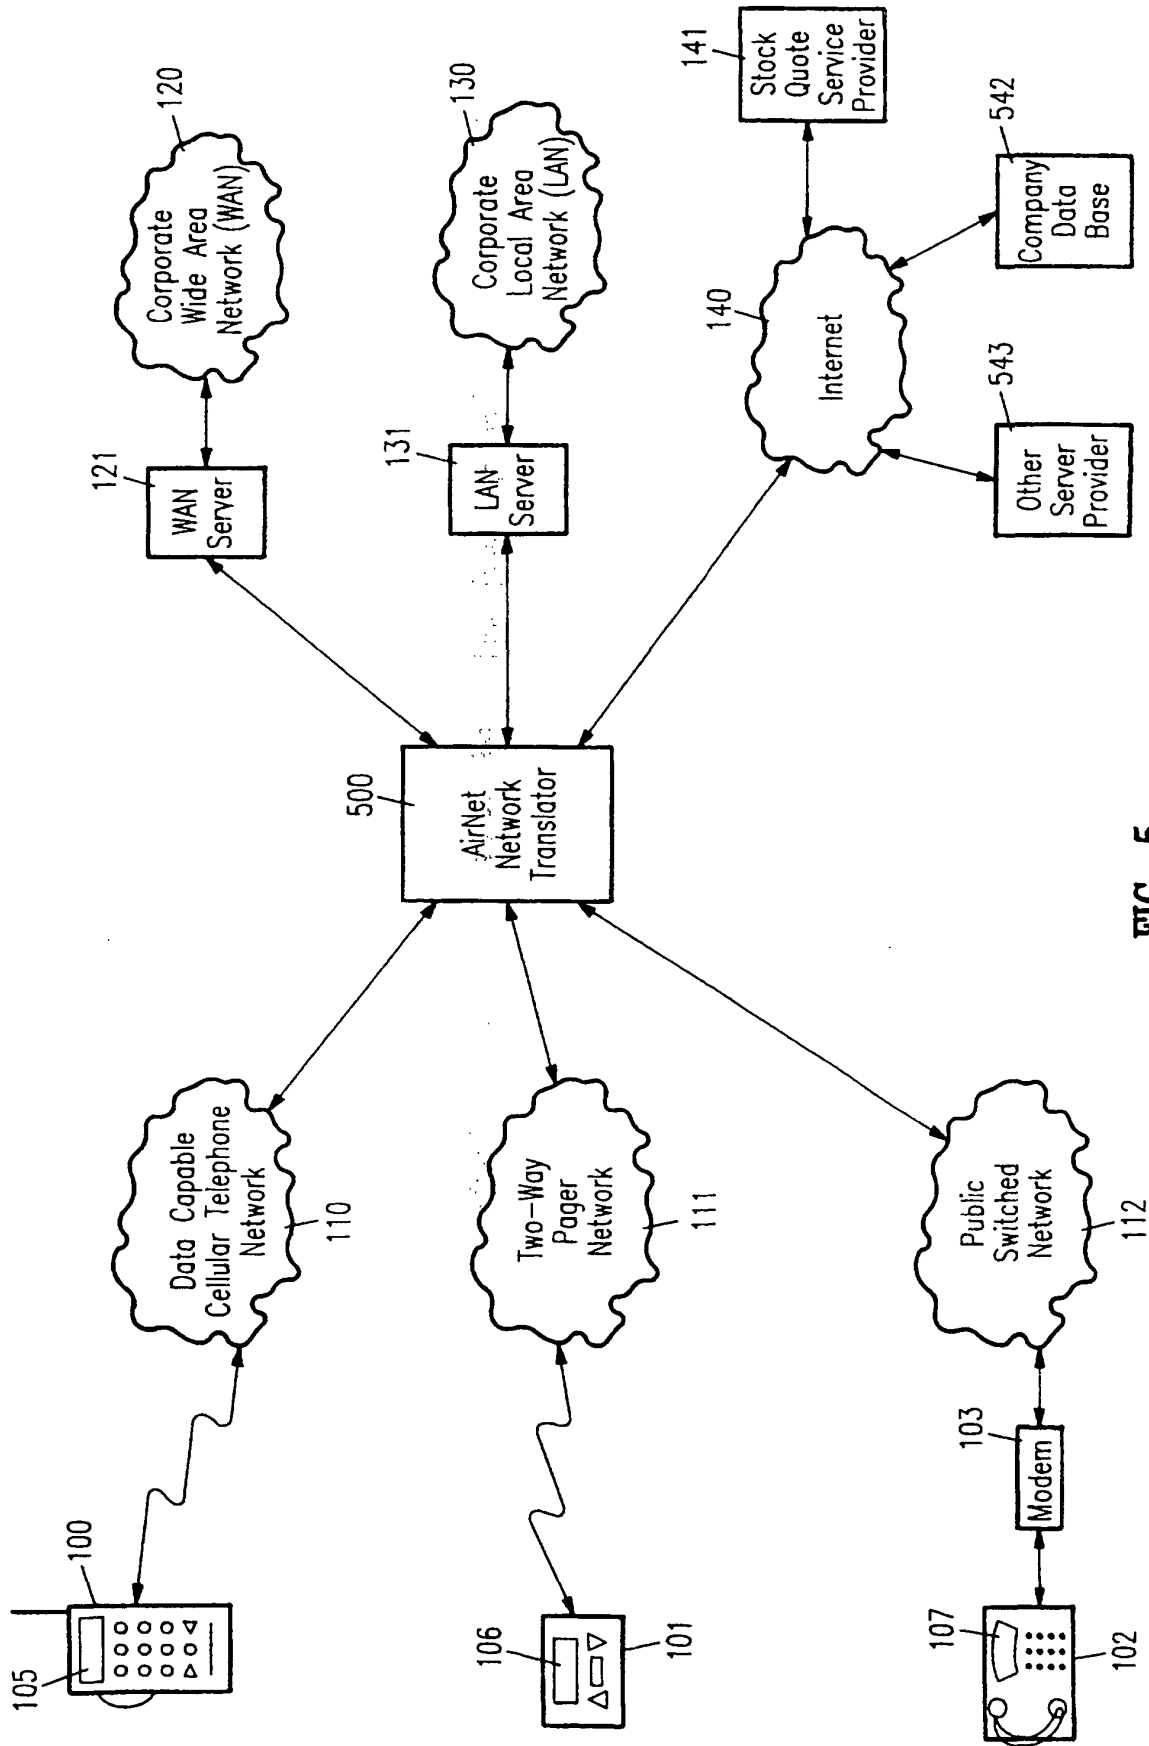 105
100
Data Capable
Cellular Telephone
Network
110
106
101
Two-Way
Pager
Network
111
107
102
103
Modem
Public
Switched
Network
112
500
AirNet
Network
Translator
121
WAN
Server
120
Corporate
Wide Area
Network (WAN)
131
LAN
Server
130
Corporate
Local Area
Network (LAN)
140
Internet
141
Stock
Quote
Service
Provider
542
Company
Data
Base
543
Other
Server
Provider
FIG. 5